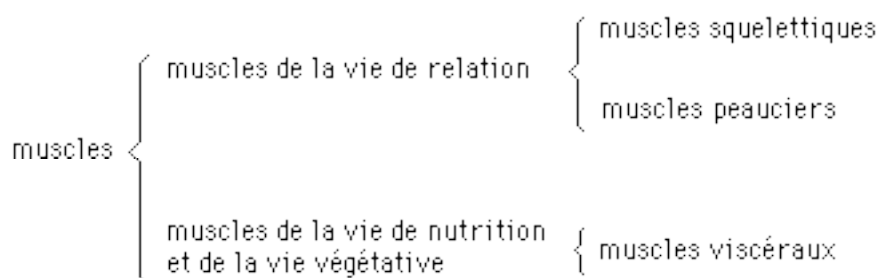 muscles squelettiques
muscles de la vie de relation
muscles peauciers
muscles
muscles de la vie de nutrition
et de la vie végétative
muscles viscéraux